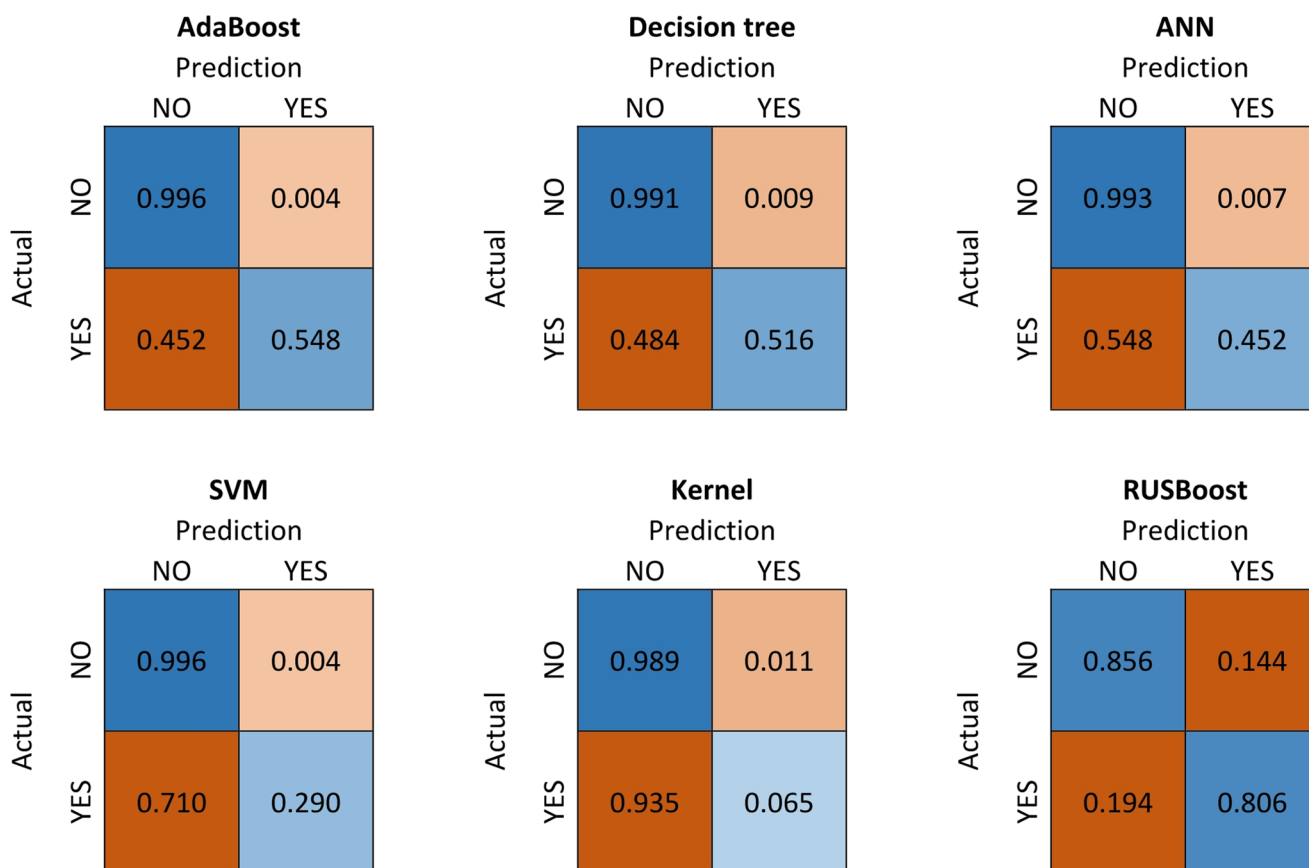 AdaBoost
Prediction
NO YES
Actual
NO 0.996 0.004
YES 0.452 0.548
Decision tree
Prediction
NO YES
Actual
NO 0.991 0.009
YES 0.484 0.516
ANN
Prediction
NO YES
Actual
NO 0.993 0.007
YES 0.548 0.452
SVM
Prediction
NO YES
Actual
NO 0.996 0.004
YES 0.710 0.290
Kernel
Prediction
NO YES
Actual
NO 0.989 0.011
YES 0.935 0.065
RUSBoost
Prediction
NO YES
Actual
NO 0.856 0.144
YES 0.194 0.806